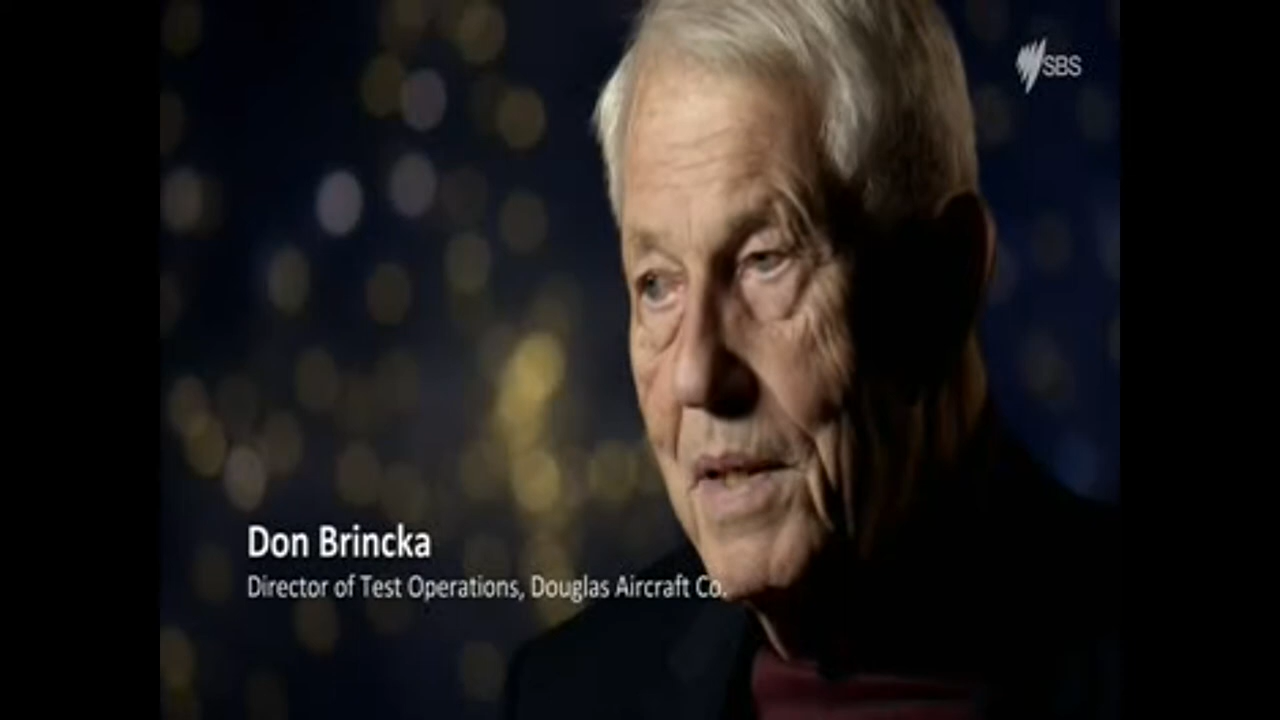 SBS
Don Brincka
Director of Test Operations, Douglas Aircraft Co.